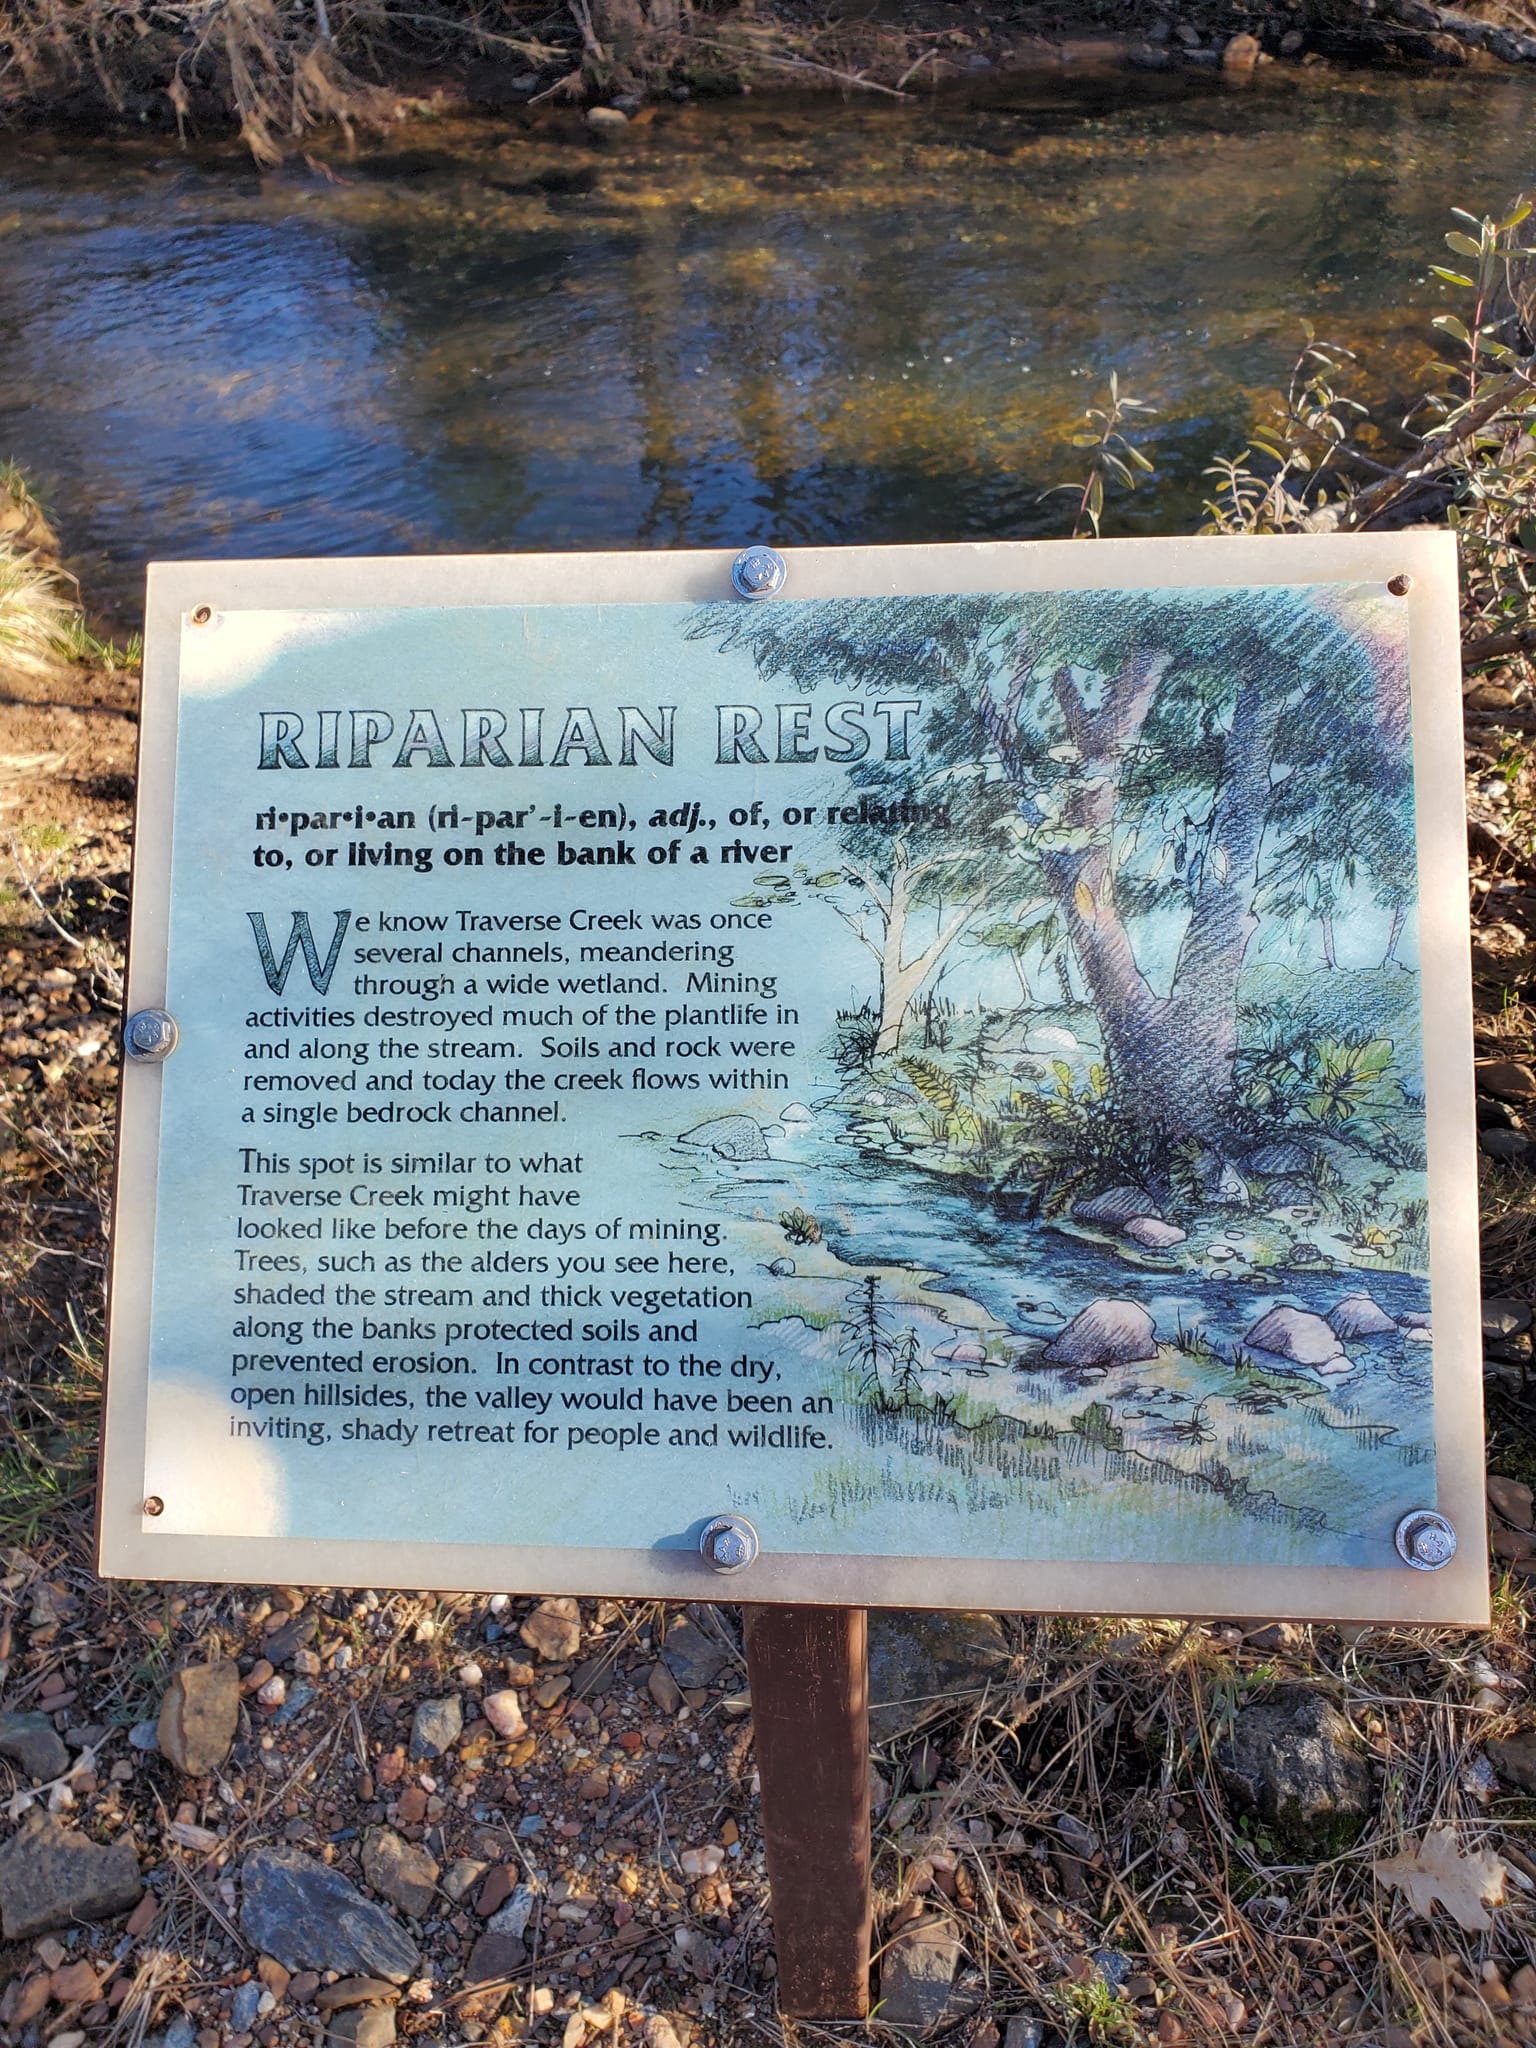 RIPARIAN REST
ri•par•i•an (ri-par'-i-en), adj., of, or relating
to, or living on the bank of a river
We know Traverse Creek was once
several channels, meandering
through a wide wetland. Mining
activities destroyed much of the plantlife in
and along the stream. Soils and rock were
removed and today the creek flows within
a single bedrock channel.
This spot is similar to what
Traverse Creek might have
looked like before the days of mining.
Trees, such as the alders you see here,
shaded the stream and thick vegetation
along the banks protected soils and
prevented erosion. In contrast to the dry,
open hillsides, the valley would have been an
inviting, shady retreat for people and wildlife.